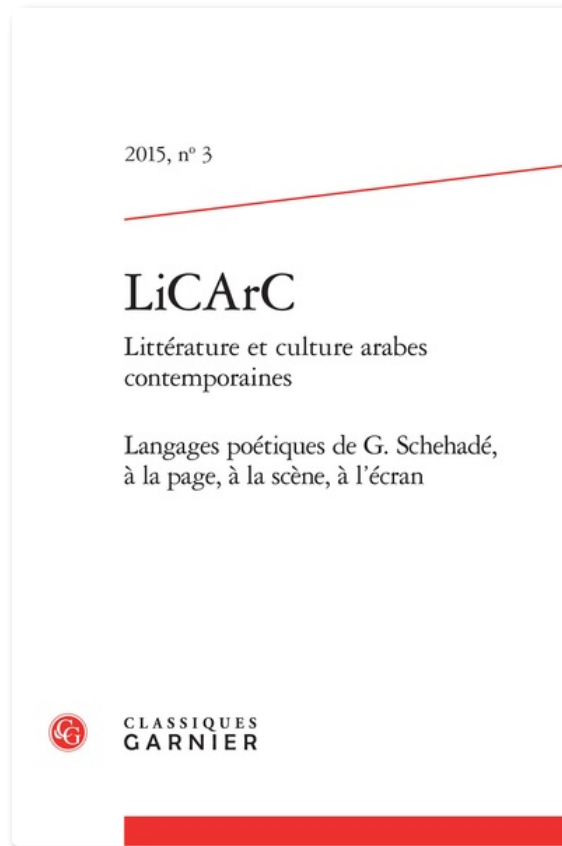 2015, nº 3
LiCArC
Littérature et culture arabes
contemporaines
Langages poétiques de G. Schehadé,
à la page, à la scène, à l’écran
CG
CLASSIQUES
GARNIER